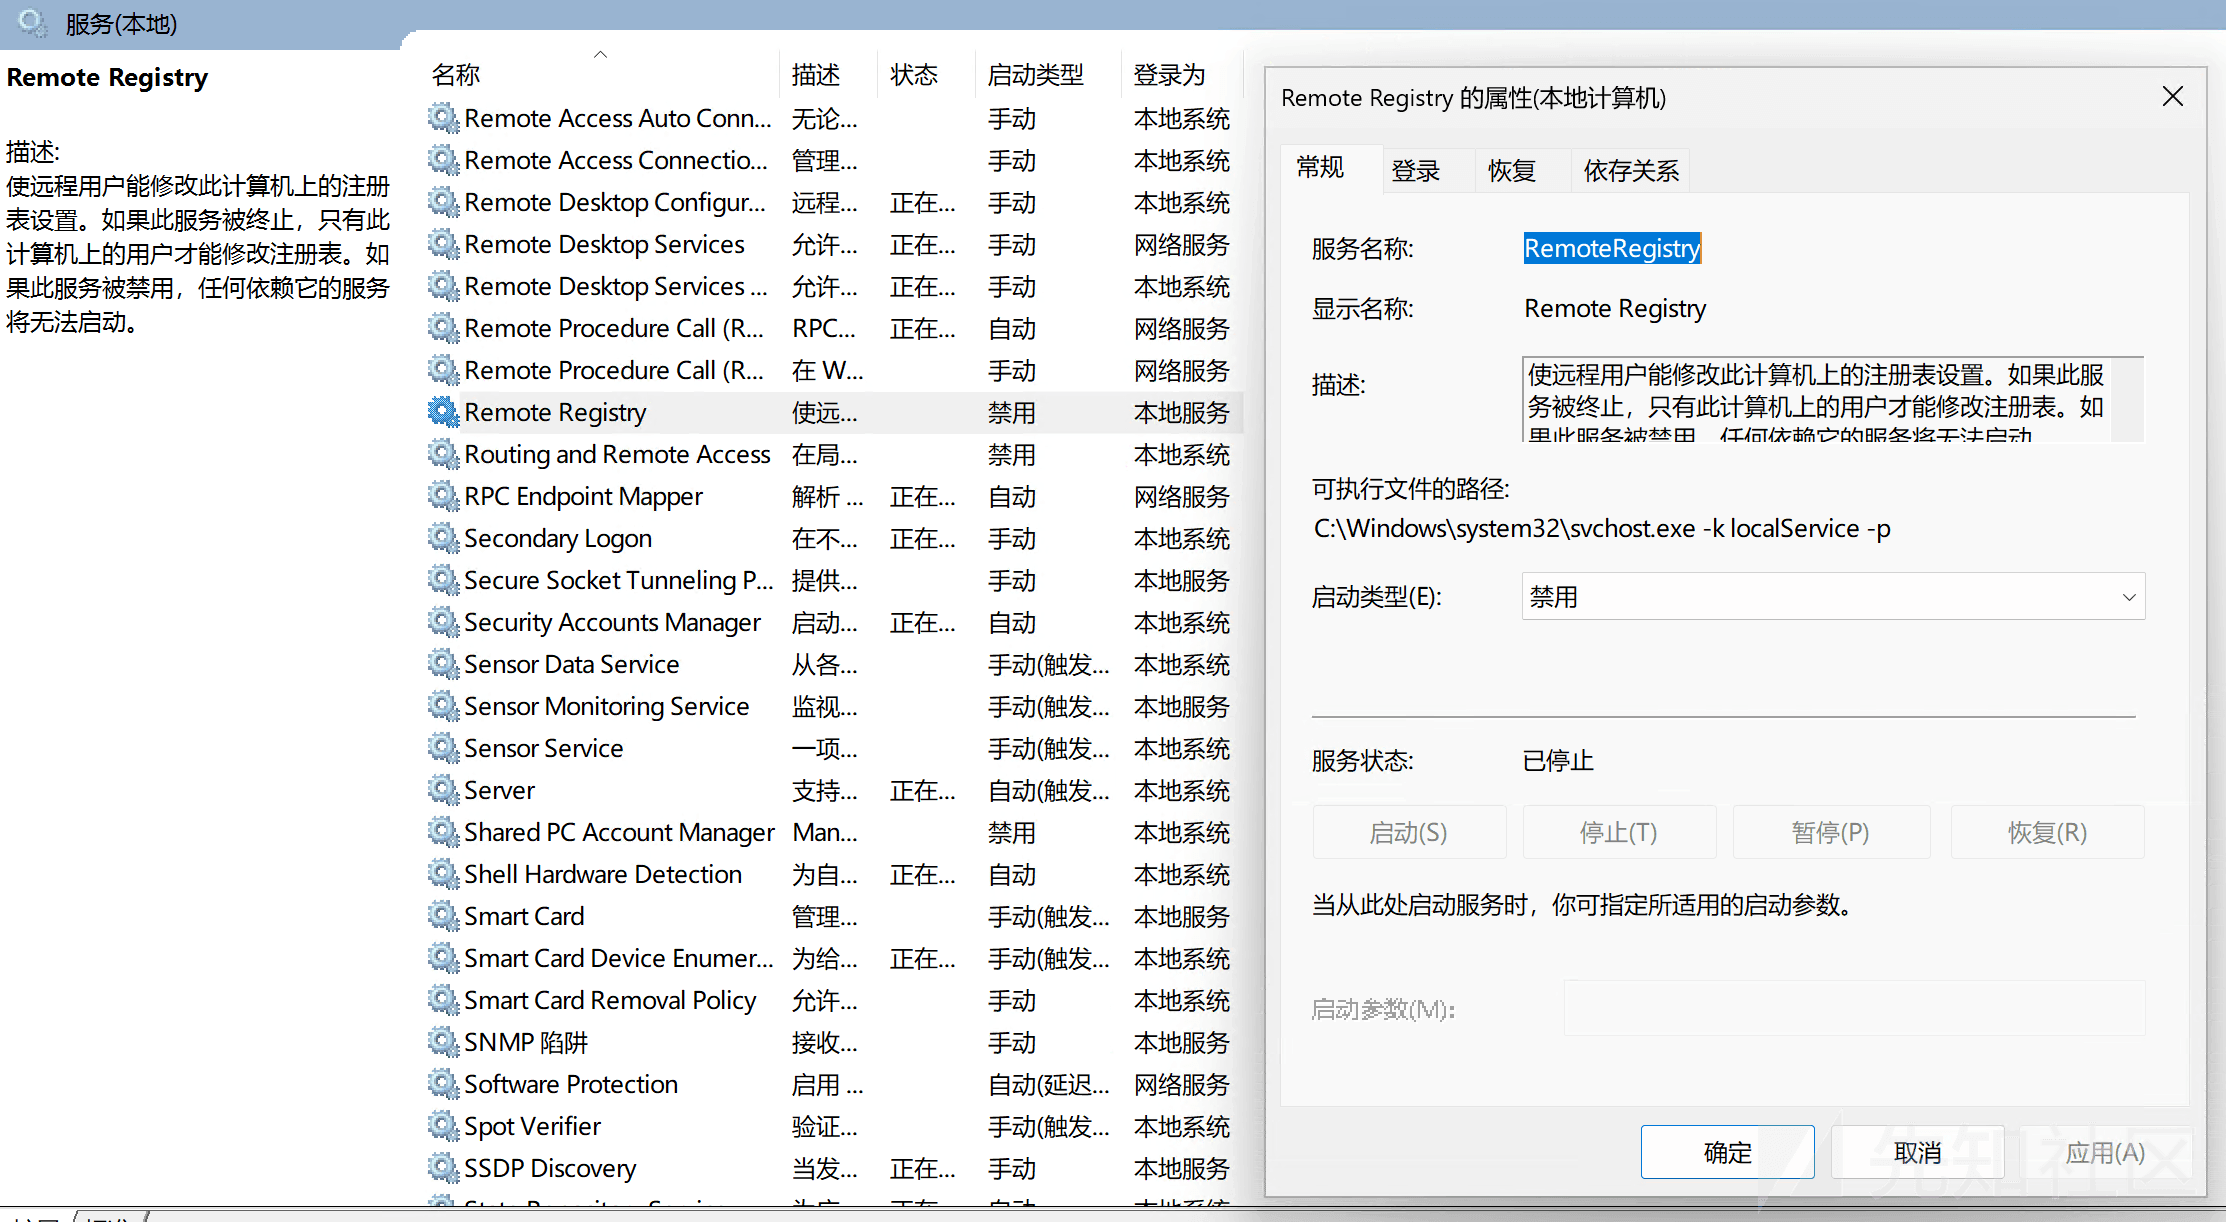 服务(本地)
Remote Registry
描述:
使远程用户能修改此计算机上的注册
表设置。如果此服务被终止，只有此
计算机上的用户才能修改注册表。如
果此服务被禁用，任何依赖它的服务
将无法启动。
名称 描述 状态 启动类型 登录为
Remote Access Auto Conn... 无论... 手动 本地系统
Remote Access Connectio... 管理... 手动 本地系统
Remote Desktop Configur... 远程... 正在... 手动 本地系统
Remote Desktop Services 允许... 正在... 手动 网络服务
Remote Desktop Services ... 允许... 正在... 手动 本地系统
Remote Procedure Call (R... RPC... 正在... 自动 网络服务
Remote Procedure Call (R... 在 W... 手动 网络服务
Remote Registry 使远... 禁用 本地服务
Routing and Remote Access 在局... 禁用 本地系统
RPC Endpoint Mapper 解析 ... 正在... 自动 网络服务
Secondary Logon 在不... 正在... 手动 本地系统
Secure Socket Tunneling P... 提供... 手动 本地服务
Security Accounts Manager 启动... 正在... 自动 本地系统
Sensor Data Service 从各... 手动(触发... 本地系统
Sensor Monitoring Service 监视... 手动(触发... 本地服务
Sensor Service 一项... 手动(触发... 本地系统
Server 支持... 正在... 自动(触发... 本地系统
Shared PC Account Manager Man... 禁用 本地系统
Shell Hardware Detection 为自... 正在... 自动 本地系统
Smart Card 管理... 手动(触发... 本地服务
Smart Card Device Enumer... 为给... 正在... 手动(触发... 本地系统
Smart Card Removal Policy 允许... 手动 本地系统
SNMP 陷阱 接收... 手动 本地服务
Software Protection 启用 ... 自动(延迟... 网络服务
Spot Verifier 验证... 手动(触发... 本地系统
SSDP Discovery 当发... 正在... 手动 本地服务
Remote Registry 的属性(本地计算机)
常规 登录 恢复 依存关系
服务名称: RemoteRegistry
显示名称: Remote Registry
描述: 使远程用户能修改此计算机上的注册表设置。如果此服
务被终止，只有此计算机上的用户才能修改注册表。如
果此服务被禁用，任何依赖它的服务将无法启动
可执行文件的路径:
C:\Windows\system32\svchost.exe -k localService -p
启动类型(E): 禁用
服务状态: 已停止
启动(S) 停止(T) 暂停(P) 恢复(R)
当从此处启动服务时，你可指定所适用的启动参数。
启动参数(M):
确定 取消 应用(A)
先知社区